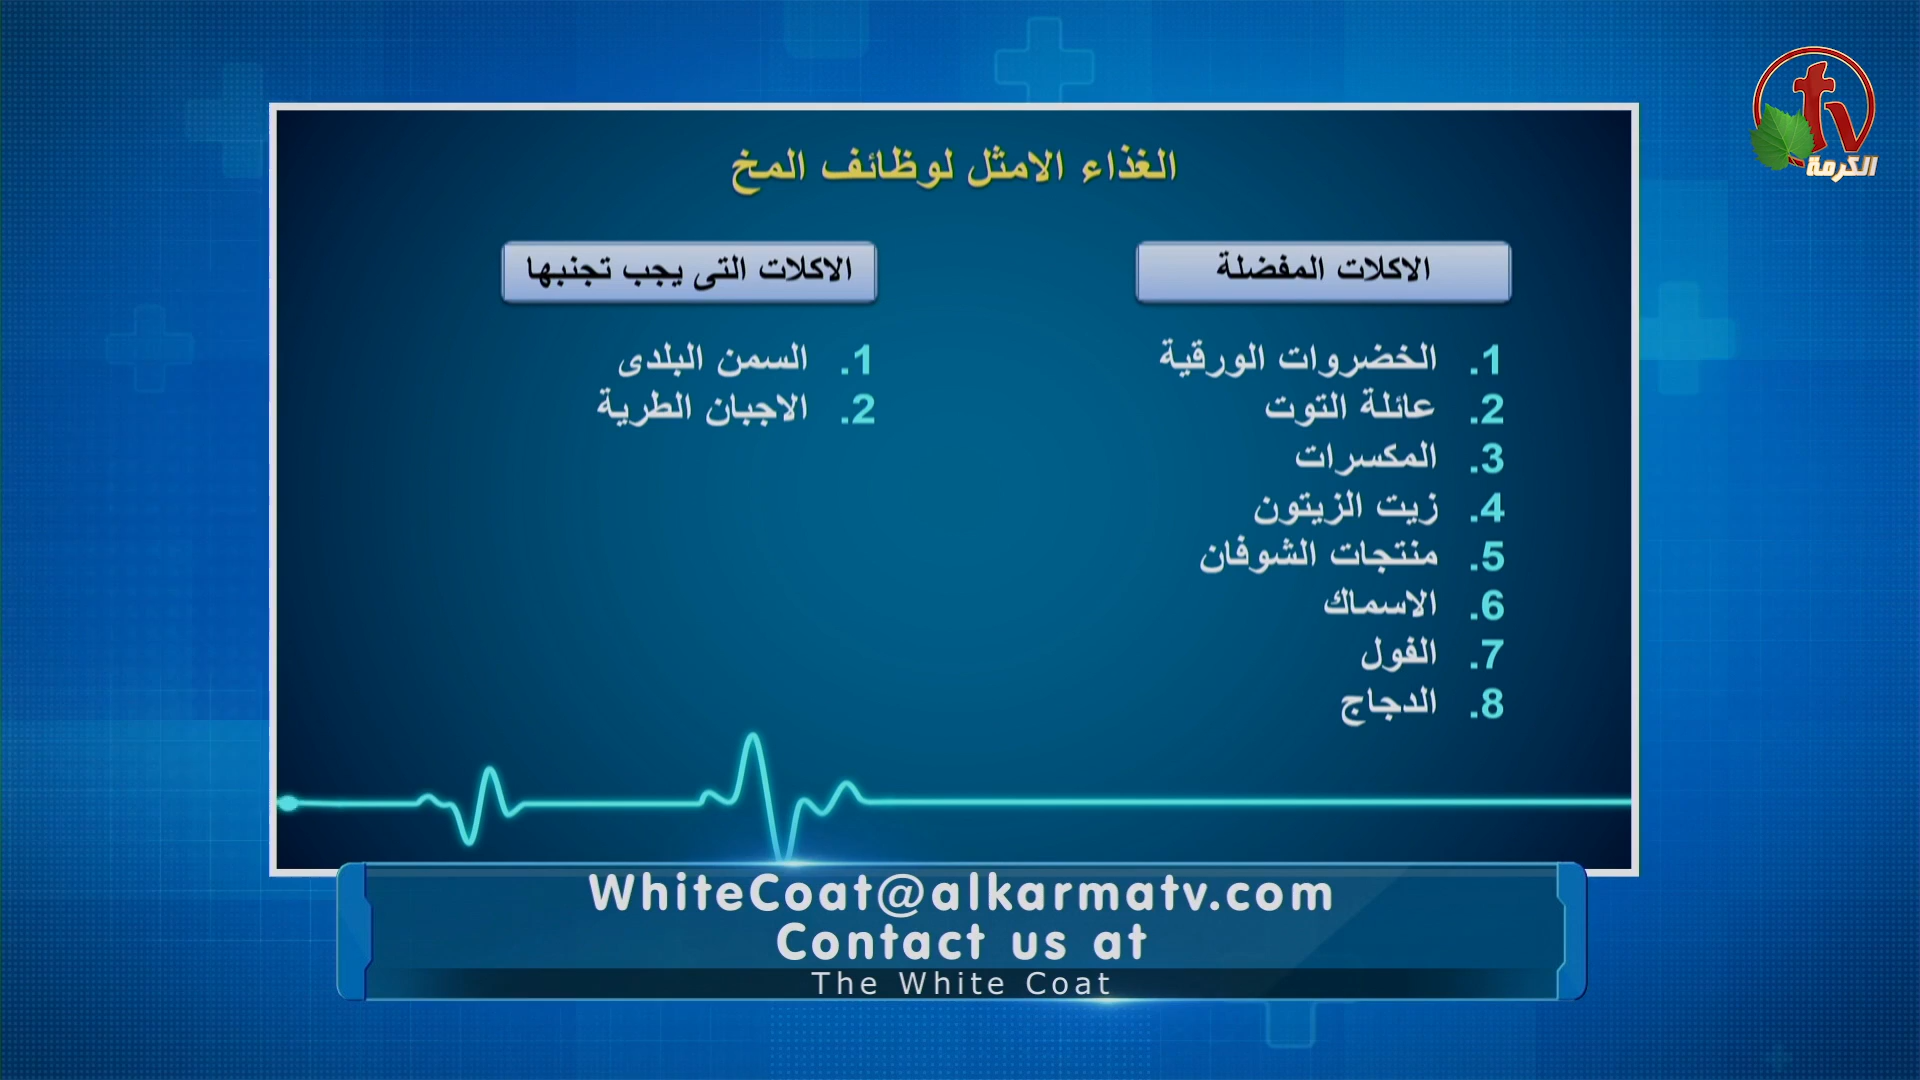 tv
الكرمة
الغذاء الامثل لوظائف المخ
الاكلات المفضلة
1. الخضروات الورقية
2. عائلة التوت
3. المكسرات
4. زيت الزيتون
5. منتجات الشوفان
6. الاسماك
7. الفول
8. الدجاج
الاكلات التى يجب تجنبها
1. السمن البلدى
2. الاجبان الطرية
WhiteCoat@alkarmatv.com
Contact us at
The White Coat